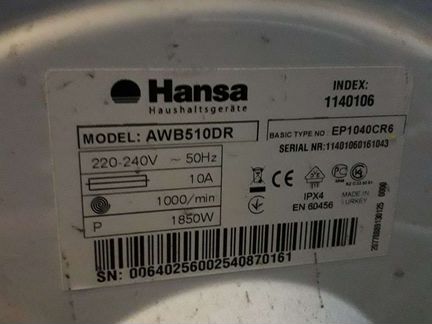 Hansa
Haushaltsgeräte
INDEX:
1140106
MODEL: AWB510DR
BASIC TYPE NO EP1040CR6
SERIAL NR:11401060161043
220-240V ~ 50Hz
10A
1000/min
P 1850W
IPX4
EN 60456
MADE IN
TURKEY
SN: 00640256002540870161